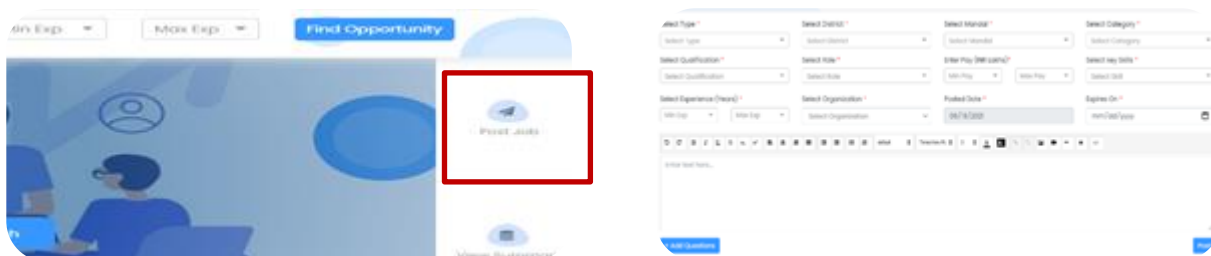 Min Exp
Max Exp
Find Opportunity
Post Job
Select Type *
Select District *
Select Mandal *
Select Category *
Select Type
Select District
Select Mandal
Select Category
Select Qualification *
Select Role *
Enter Pay (INR Lakhs)*
Select Key Skills *
Select Qualification
Select Role
Min Pay
Max Pay
Select Skill
Select Experience (Years) *
Select Organization *
Posted Date *
Expires On *
Min Exp
Max Exp
Select Organization
mm/dd/yyyy
Enter text here...
Add Questions